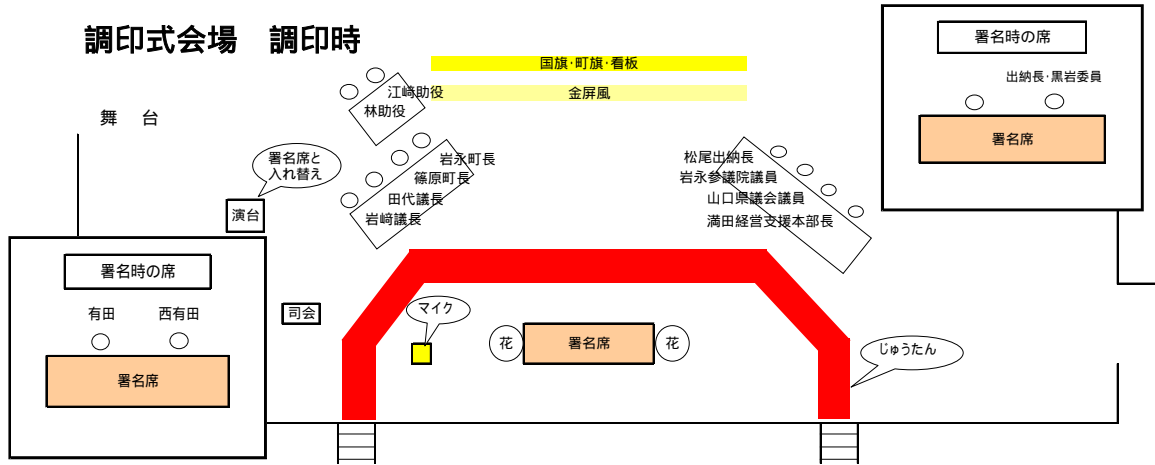 調印式会場　調印時
国旗・町旗・看板
金屏風
江﨑助役
林助役
舞　台
署名席と
入れ替え
演台
岩永町長
篠原町長
田代議長
岩﨑議長
松尾出納長
岩永参議院議員
山口県議会議員
満田経営支援本部長
署名時の席
出納長・黒岩委員
署名席
署名時の席
有田　西有田
署名席
司会
マイク
花
署名席
花
じゅうたん